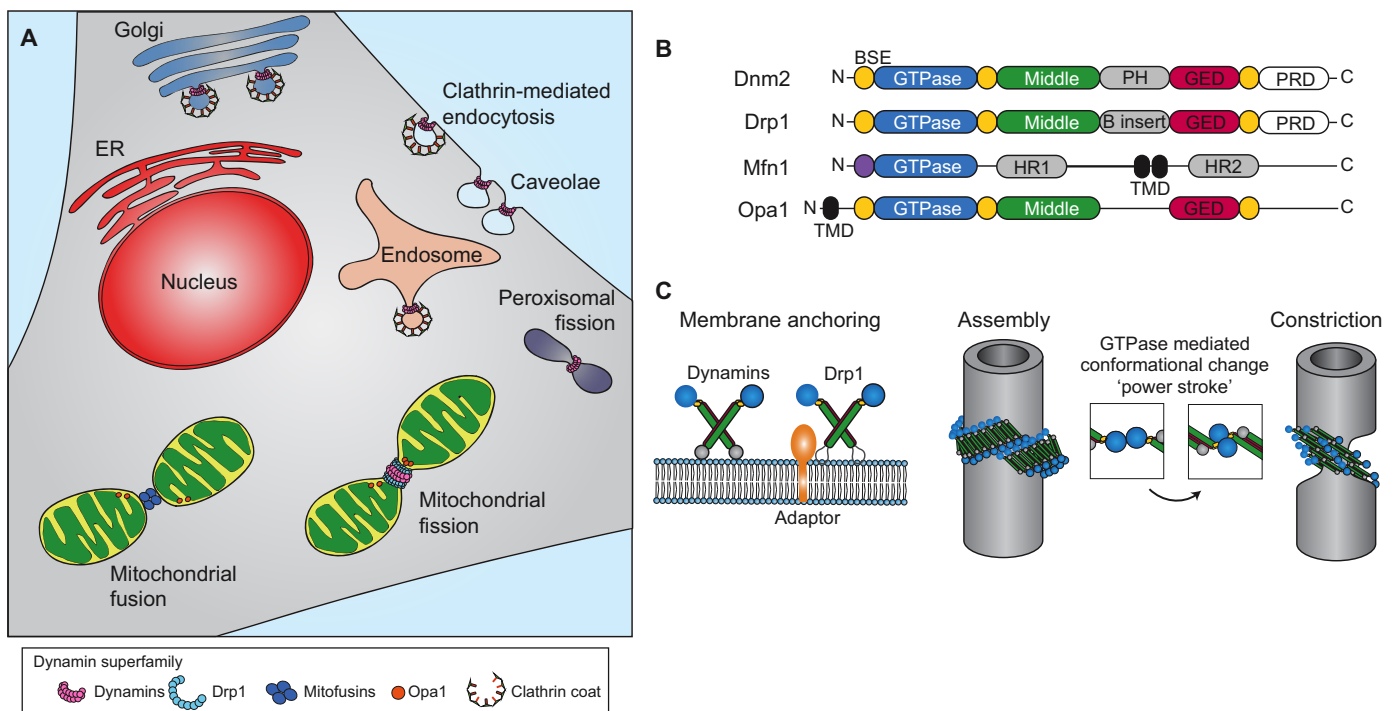 A
Golgi
ER
Nucleus
Clathrin-mediated
endocytosis
Caveolae
Endosome
Peroxisomal
fission
Mitochondrial
fission
Mitochondrial
fusion
Dynamin superfamily
Dynamins Drp1 Mitofusins Opa1 Clathrin coat
B
BSE
Dnm2 N GTPase Middle PH GED PRD C
Drp1 N GTPase Middle B insert GED PRD C
Mfn1 N GTPase HR1 HR2 C
TMD
Opa1 N GTPase Middle GED C
TMD
C
Membrane anchoring
Dynamins Drp1
Adaptor
Assembly
GTPase mediated
conformational change
‘power stroke’
Constriction